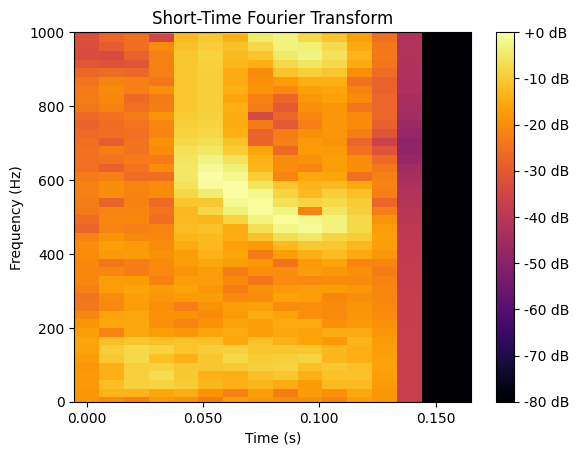 Short-Time Fourier Transform
1000
800
600
400
200
0
Frequency (Hz)
0.000
0.050
0.100
0.150
Time (s)
+0 dB
-10 dB
-20 dB
-30 dB
-40 dB
-50 dB
-60 dB
-70 dB
-80 dB